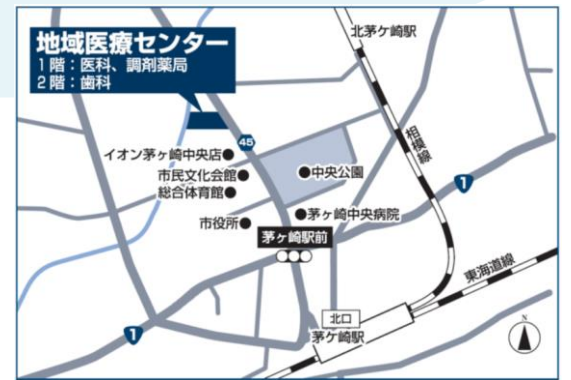 地域医療センター
1階：医科、調剤薬局
2階：歯科
北茅ケ崎駅
相模線
45
イオン茅ヶ崎中央店
市民文化会館
総合体育館
中央公園
1
茅ヶ崎中央病院
市役所
茅ヶ崎駅前
東海道線
1
北口
茅ケ崎駅
N